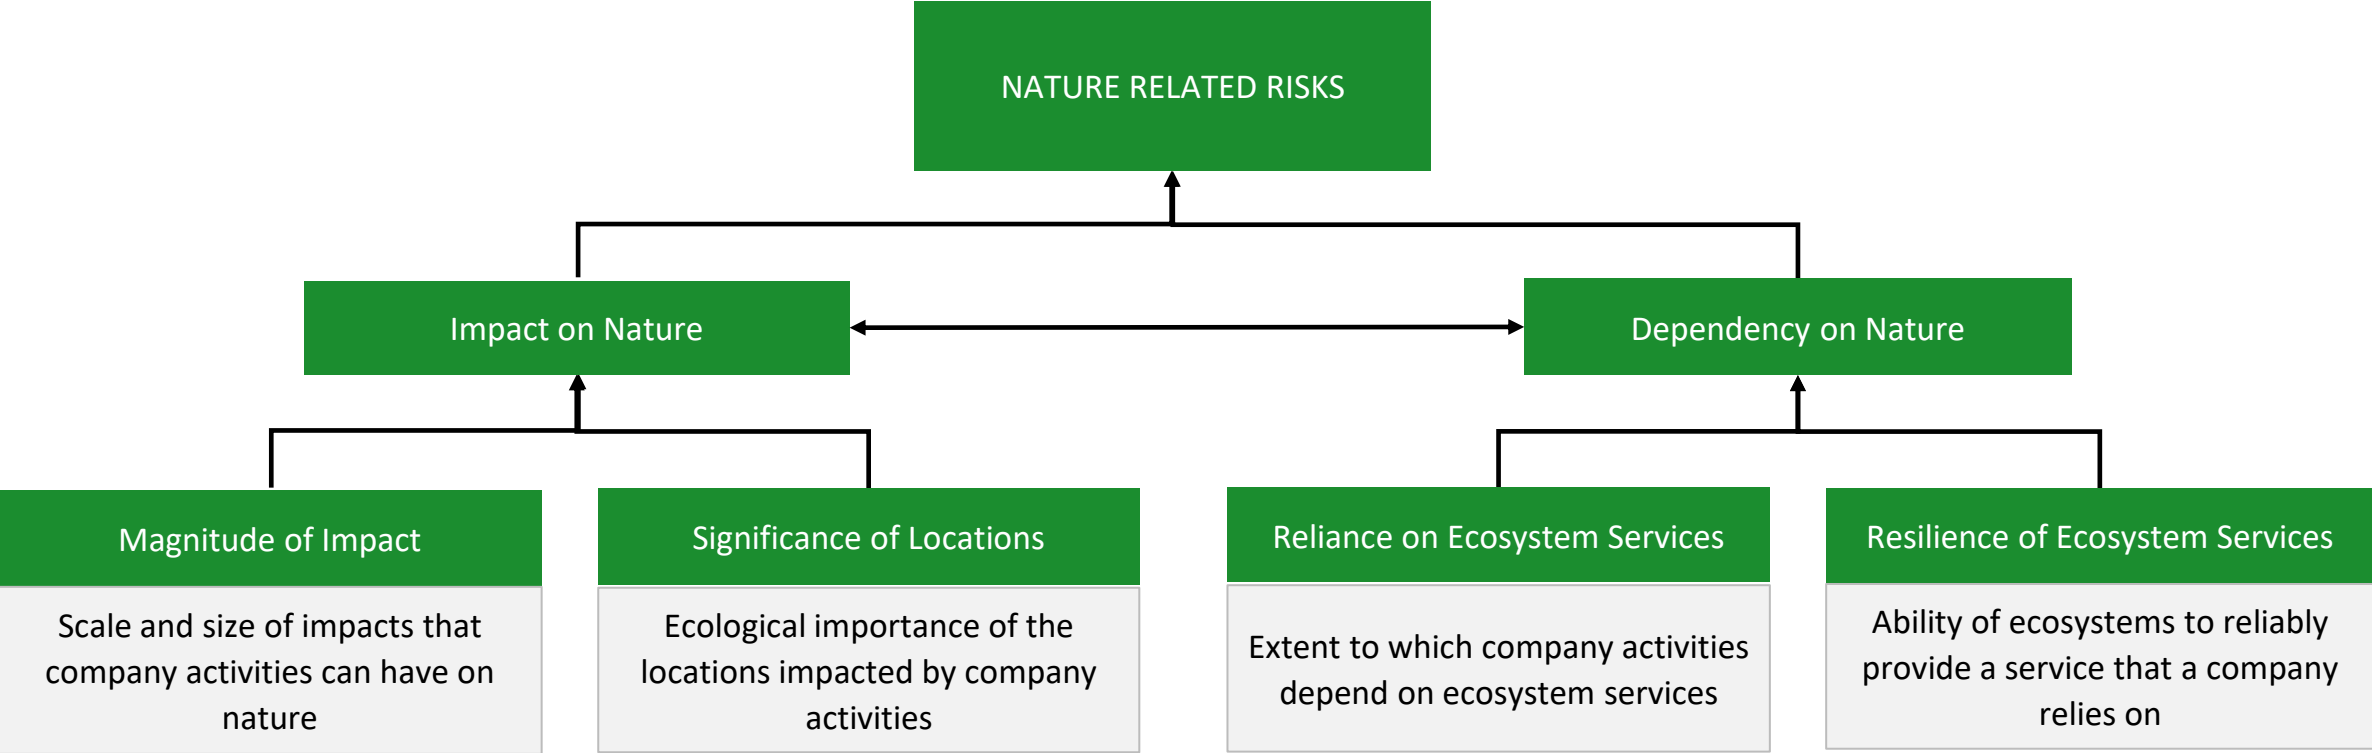 NATURE RELATED RISKS
Impact on Nature
Dependency on Nature
Magnitude of Impact
Scale and size of impacts that
company activities can have on
nature
Significance of Locations
Ecological importance of the
locations impacted by company
activities
Reliance on Ecosystem Services
Extent to which company activities
depend on ecosystem services
Resilience of Ecosystem Services
Ability of ecosystems to reliably
provide a service that a company
relies on